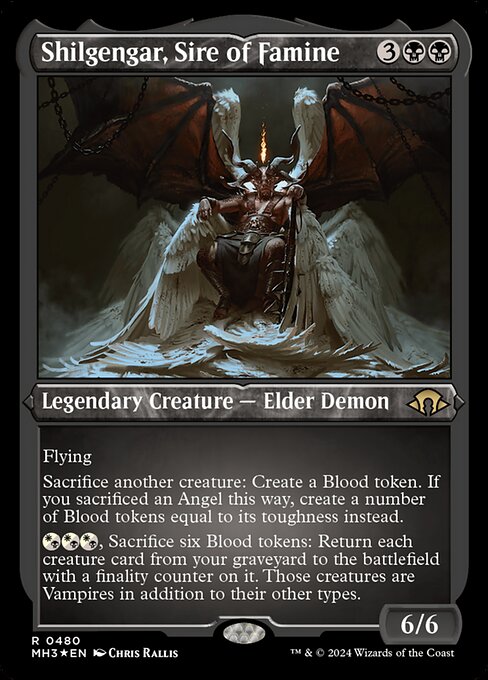 Shilgengar, Sire of Famine 3
Legendary Creature — Elder Demon
Flying
Sacrifice another creature: Create a Blood token. If
you sacrificed an Angel this way, create a number
of Blood tokens equal to its toughness instead.
, Sacrifice six Blood tokens: Return each
creature card from your graveyard to the battlefield
with a finality counter on it. Those creatures are
Vampires in addition to their other types.
6/6
R 0480
MH3★EN Chris Rallis
™ & © 2024 Wizards of the Coast